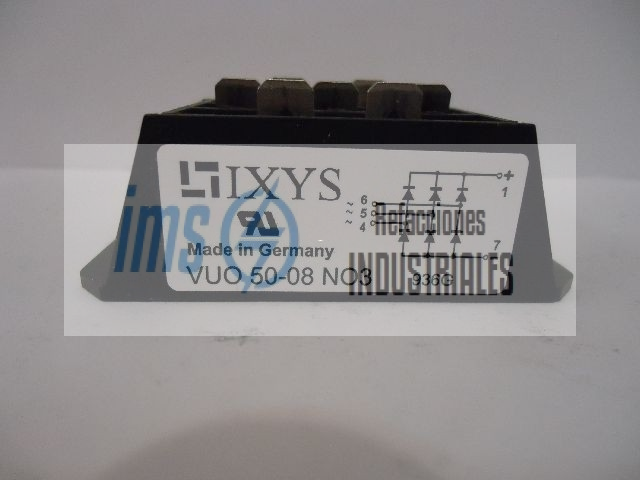 IXYS
+
1
~ 6
~ 5
~ 4
7
Made in Germany
VUO 50-08 NO3
936G
ims
Refacciones
INDUSTRIALES